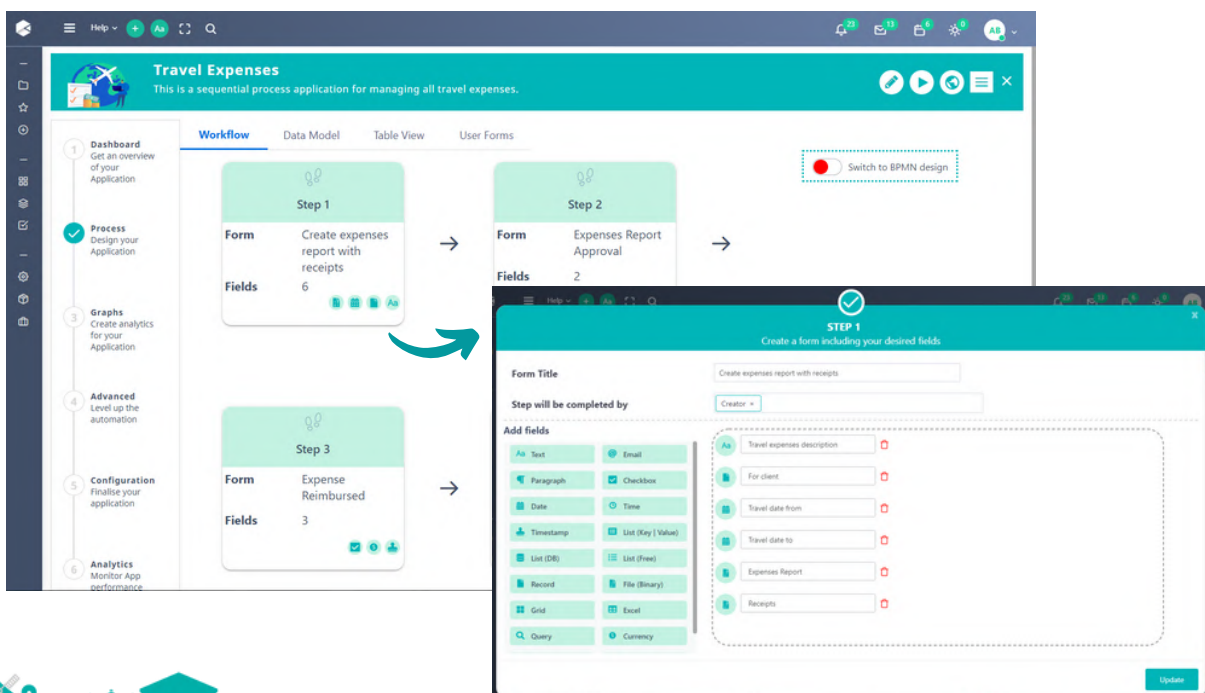 Help
Aa
23
13
6
0
AB
Travel Expenses
This is a sequential process application for managing all travel expenses.
1
Dashboard
Get an overview
of your
Application
Process
Design your
Application
3
Graphs
Create analytics
for your
Application
4
Advanced
Level up the
automation
5
Configuration
Finalise your
application
6
Analytics
Monitor App
performance
Workflow
Data Model
Table View
User Forms
Switch to BPMN design
Step 1
Form
Create expenses
report with
receipts
Fields
6
Aa
Step 2
Form
Expenses Report
Approval
Fields
2
Step 3
Form
Expense
Reimbursed
Fields
3
Help
Aa
STEP 1
Create a form including your desired fields
x
Form Title
Create expenses report with receipts
Step will be completed by
Creator ×
Add fields
Aa Text
@ Email
Paragraph
Checkbox
Date
Time
Timestamp
List (Key | Value)
List (DB)
List (Free)
Record
File (Binary)
Grid
Excel
Query
Currency
Aa
Travel expenses description
For client
Travel date from
Travel date to
Expenses Report
Receipts
Update